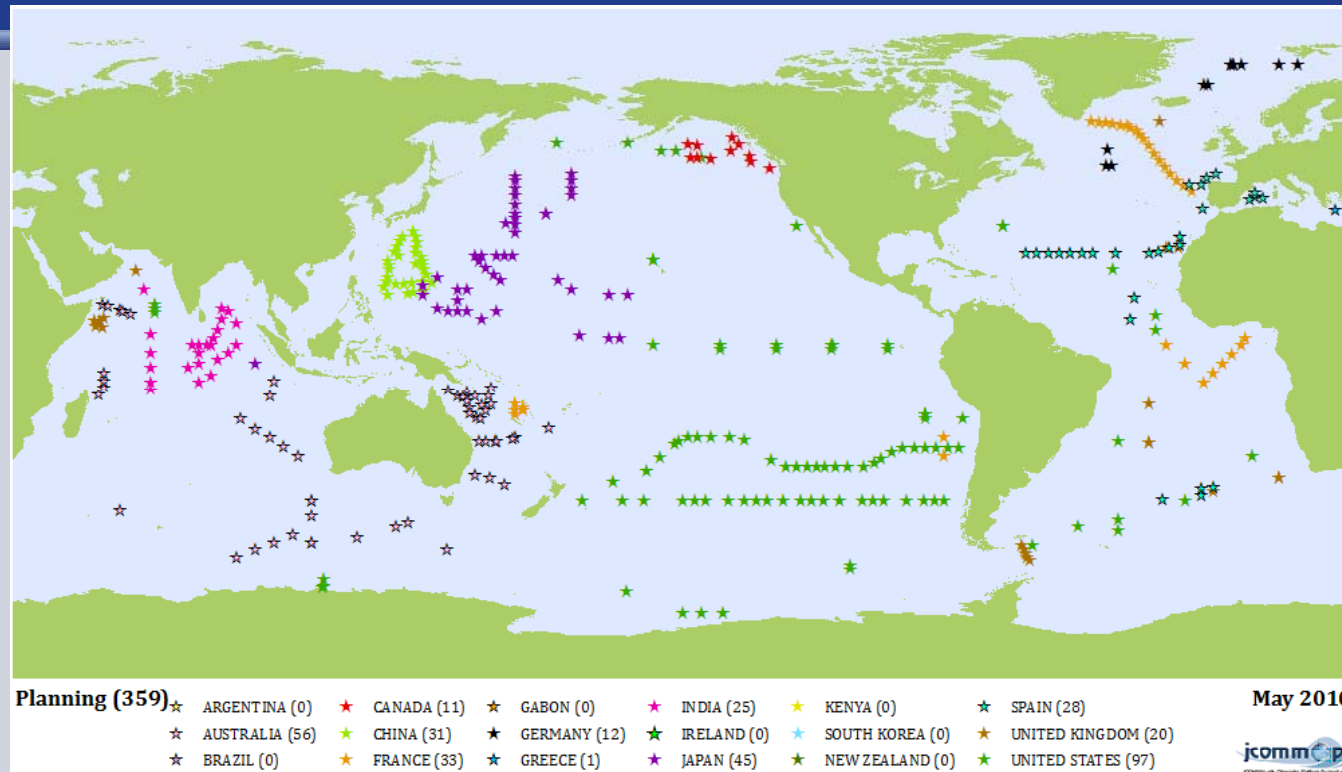 Planning (359)
ARGENTINA (0) CANADA (11) GABON (0) INDIA (25) KENYA (0) SPAIN (28)
May 201
AUSTRALIA (56) CHINA (31) GERMANY (12) IRELAND (0) SOUTH KOREA (0) UNITED KINGDOM (20)
BRAZIL (0) FRANCE (33) GREECE (1) JAPAN (45) NEW ZEALAND (0) UNITED STATES (97)
jcomm